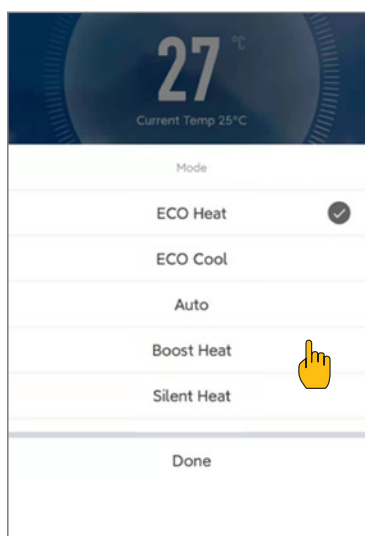 27 °C
Current Temp 25°C
Mode
ECO Heat
ECO Cool
Auto
Boost Heat
Silent Heat
Done